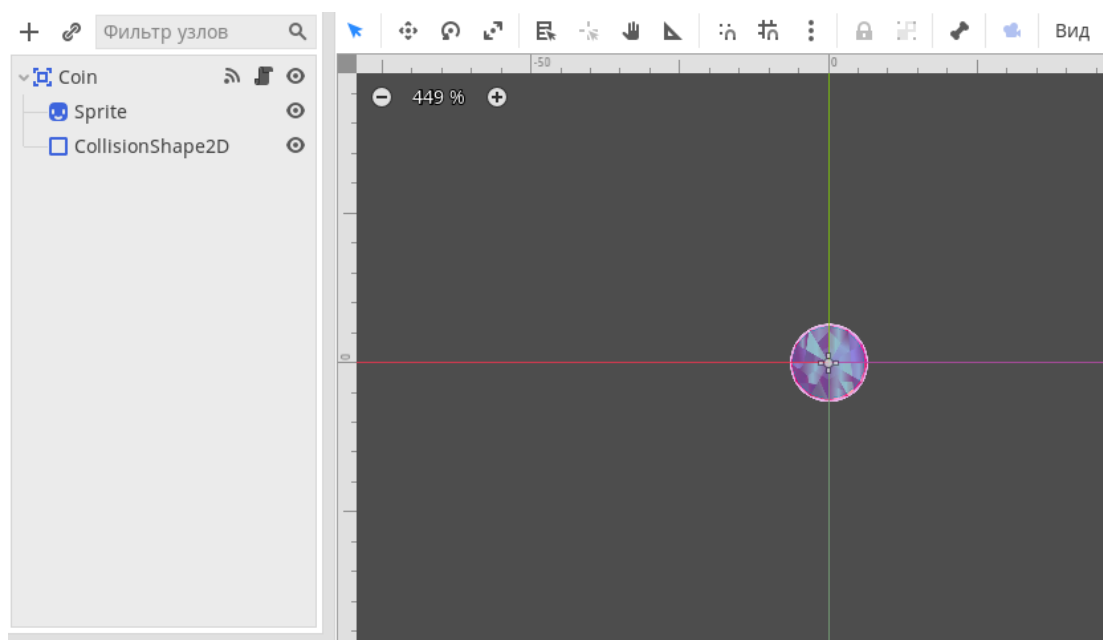 Фильтр узлов
Вид
-50
0
449 %
Coin
Sprite
CollisionShape2D
0